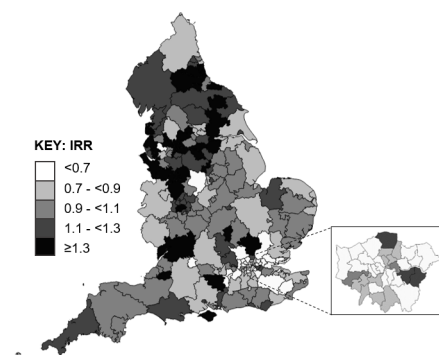 KEY: IRR
<0.7
0.7 - <0.9
0.9 - <1.1
1.1 - <1.3
≥1.3